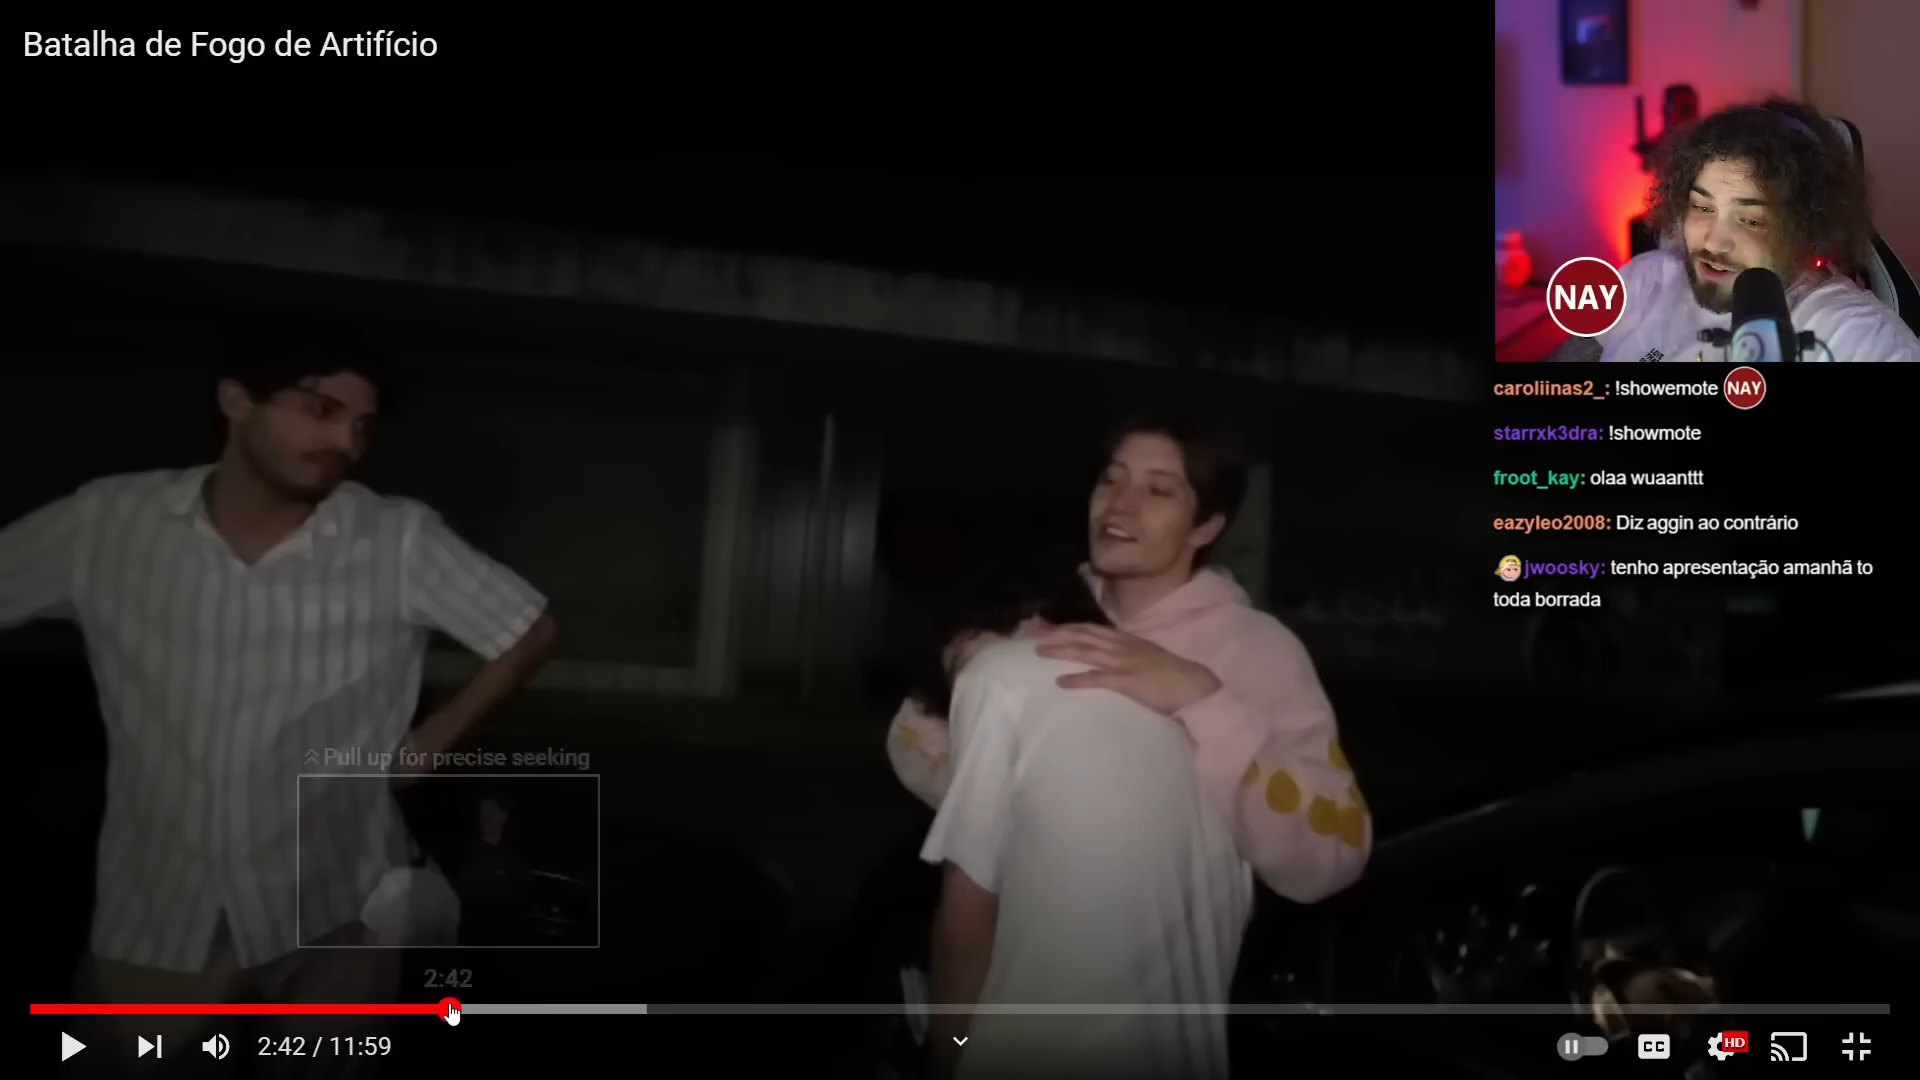 Batalha de Fogo de Artifício
NAY
caroliinas2_: !showemote NAY
starrxk3dra: !showmote
froot_kay: olaa wuaanttt
eazyleo2008: Diz aggin ao contrário
jwoosky: tenho apresentação amanhã to
toda borrada
Pull up for precise seeking
2:42
2:42 / 11:59
CC
HD